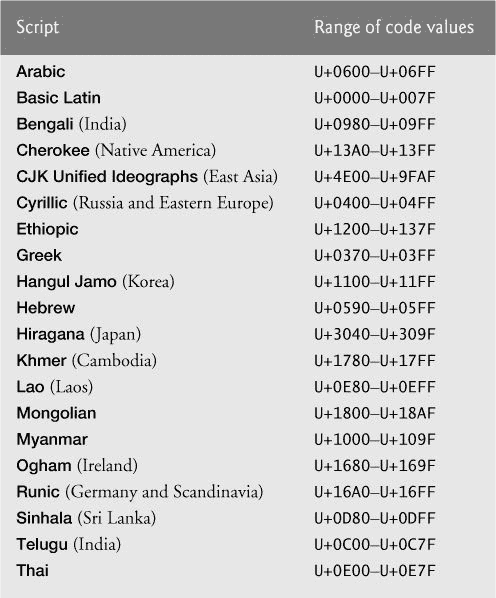 Script Range of code values
Arabic U+0600–U+06FF
Basic Latin U+0000–U+007F
Bengali (India) U+0980–U+09FF
Cherokee (Native America) U+13A0–U+13FF
CJK Unified Ideographs (East Asia) U+4E00–U+9FAF
Cyrillic (Russia and Eastern Europe) U+0400–U+04FF
Ethiopic U+1200–U+137F
Greek U+0370–U+03FF
Hangul Jamo (Korea) U+1100–U+11FF
Hebrew U+0590–U+05FF
Hiragana (Japan) U+3040–U+309F
Khmer (Cambodia) U+1780–U+17FF
Lao (Laos) U+0E80–U+0EFF
Mongolian U+1800–U+18AF
Myanmar U+1000–U+109F
Ogham (Ireland) U+1680–U+169F
Runic (Germany and Scandinavia) U+16A0–U+16FF
Sinhala (Sri Lanka) U+0D80–U+0DFF
Telugu (India) U+0C00–U+0C7F
Thai U+0E00–U+0E7F